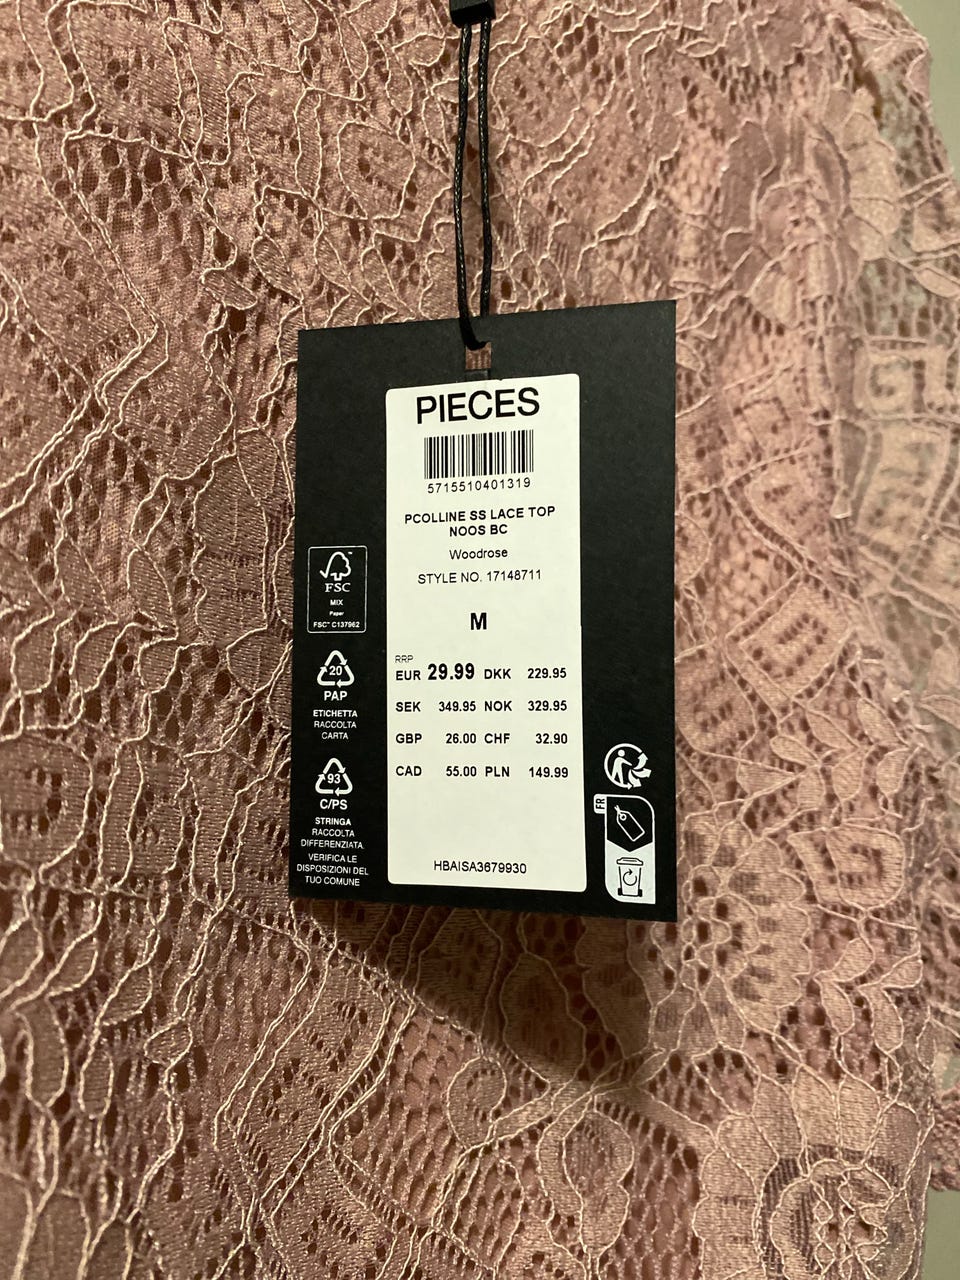 PIECES
5715510401319
PCOLLINE SS LACE TOP
NOOS BC
Woodrose
STYLE NO. 17148711
M
RRP
EUR 29.99 DKK 229.95
SEK 349.95 NOK 329.95
GBP 26.00 CHF 32.90
CAD 55.00 PLN 149.99
HBAISA3679930
FSC™
MIX
Paper
FSC™ C137962
20
PAP
ETICHETTA
RACCOLTA
CARTA
93
C/PS
STRINGA
RACCOLTA
DIFFERENZIATA.
VERIFICA LE
DISPOSIZIONI DEL
TUO COMUNE
FR